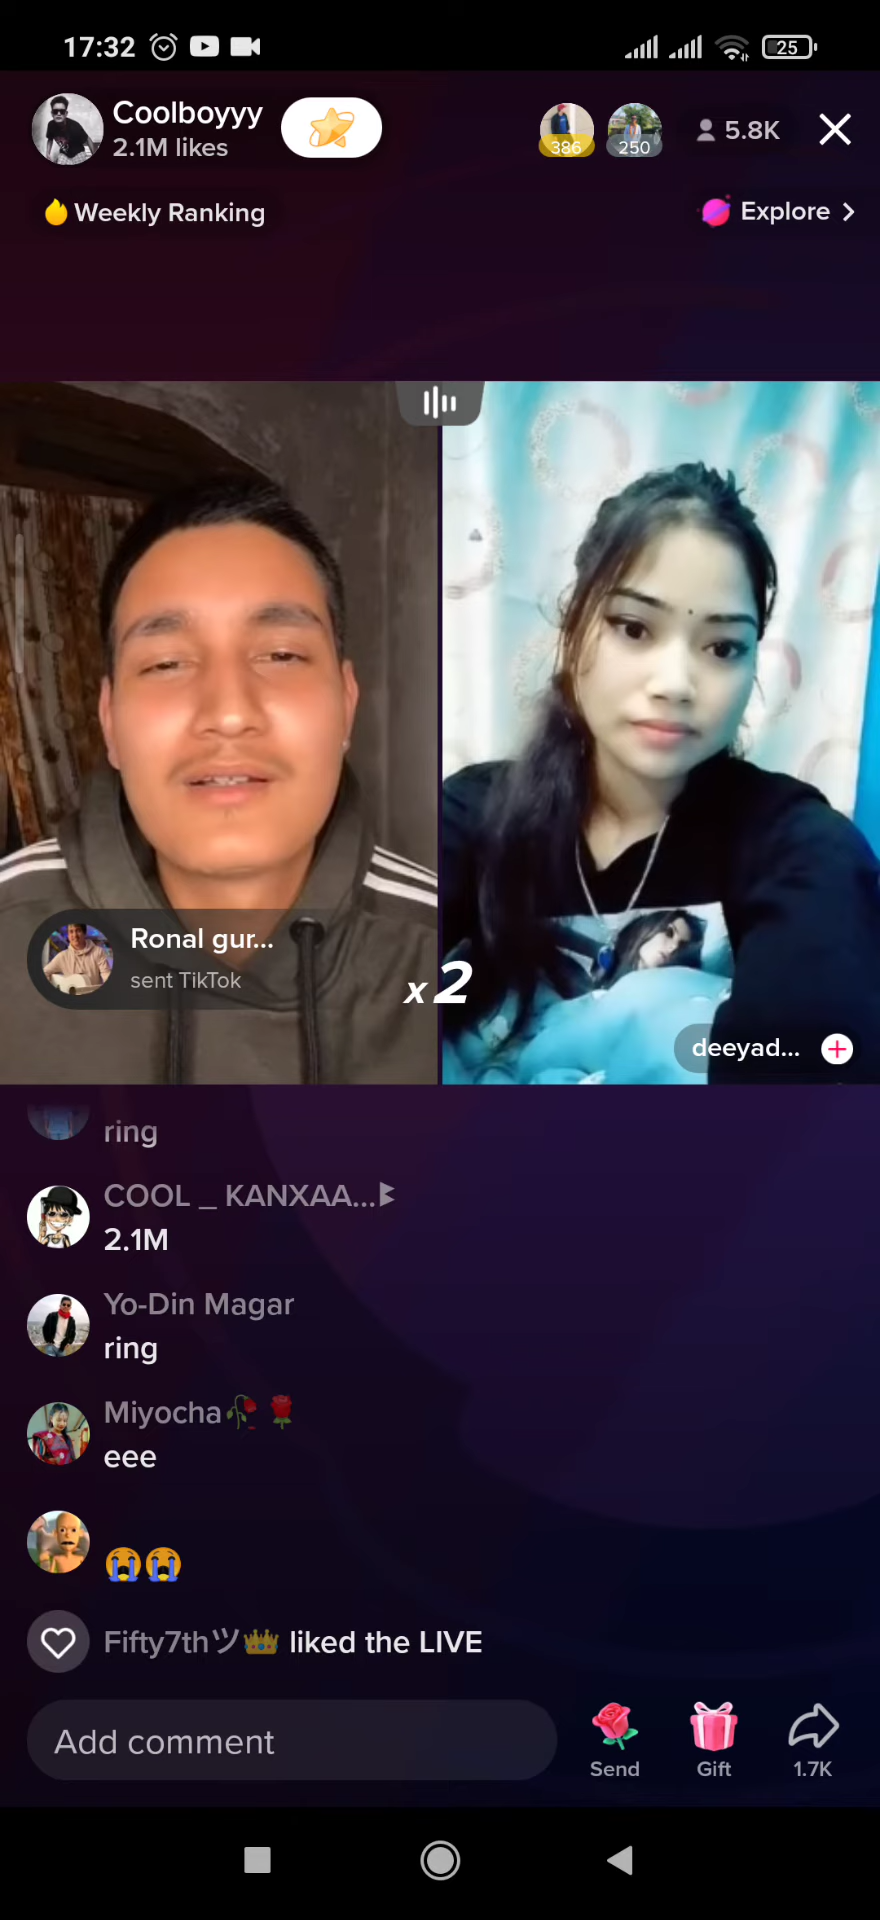 17:32
25
Coolboyyy
2.1M likes
386
250
5.8K
Weekly Ranking
Explore
Ronal gur...
sent TikTok
x2
deeyad...
ring
COOL _ KANXAA...
2.1M
Yo-Din Magar
ring
Miyocha🥀🌹
eee
😭😭
Fifty7thツ👑 liked the LIVE
Add comment
Send
Gift
1.7K